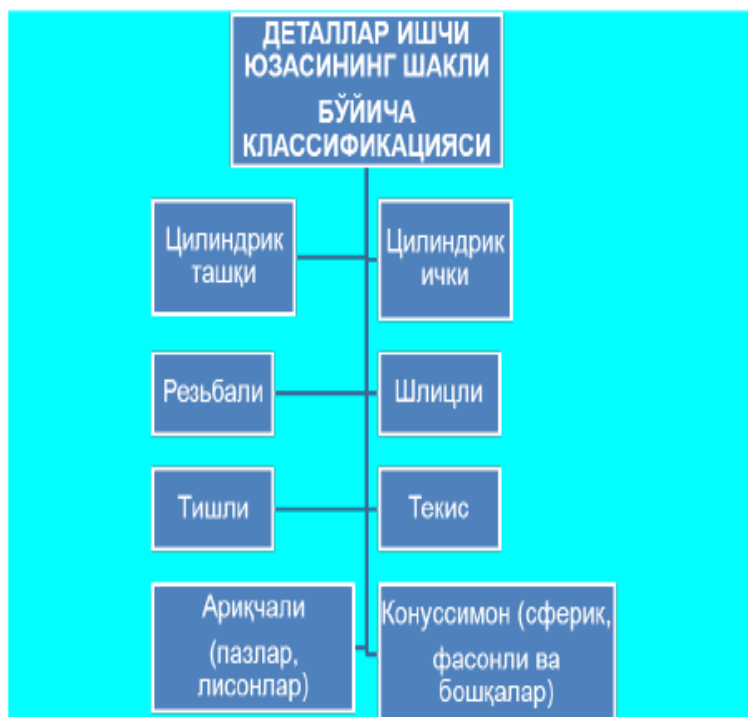 ДЕТАЛЛАР ИШЧИ
ЮЗАСИНИНГ ШАКЛИ
БЎЙИЧА
КЛАССИФИКАЦИЯСИ
Цилиндрик
ташқи
Цилиндрик
ички
Резьбали
Шлицли
Тишли
Текис
Ариқчали
(пазлар,
лисонлар)
Конуссимон (сферик,
фасонли ва
бошқалар)